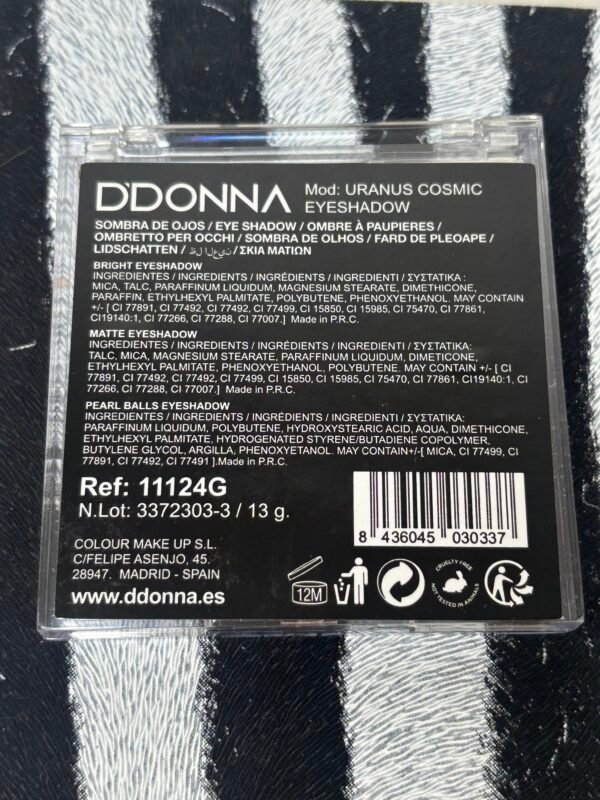 D'DONNA Mod: URANUS COSMIC
EYESHADOW
SOMBRA DE OJOS / EYE SHADOW / OMBRE À PAUPIERES /
OMBRETTO PER OCCHI / SOMBRA DE OLHOS / FARD DE PLEOAPE /
LIDSCHATTEN / / ΣΚΙΑ ΜΑΤΙΩΝ
BRIGHT EYESHADOW
INGREDIENTES / INGREDIENTS / INGRÉDIENTS / INGREDIENTI / ΣΥΣΤΑΤΙΚΑ :
MICA, TALC, PARAFFINUM LIQUIDUM, MAGNESIUM STEARATE, DIMETHICONE,
PARAFFIN, ETHYLHEXYL PALMITATE, POLYBUTENE, PHENOXYETHANOL. MAY CONTAIN
+/- [ CI 77891, CI 77492, CI 77492, CI 77499, CI 15850, CI 15985, CI 75470, CI 77861,
CI19140:1, CI 77266, CI 77288, CI 77007.] Made in P.R.C.
MATTE EYESHADOW
INGREDIENTES / INGREDIENTS / INGRÉDIENTS / INGREDIENTI / ΣΥΣΤΑΤΙΚΑ:
TALC, MICA, MAGNESIUM STEARATE, PARAFFINUM LIQUIDUM, DIMETICONE,
ETHYLHEXYL PALMITATE, PHENOXYETHANOL, POLYBUTENE. MAY CONTAIN +/- [ CI
77891, CI 77492, CI 77492, CI 77499, CI 15850, CI 15985, CI 75470, CI 77861, CI19140:1, CI
77266, CI 77288, CI 77007.] Made in P.R.C.
PEARL BALLS EYESHADOW
INGREDIENTES / INGREDIENTS / INGRÉDIENTS / INGREDIENTI / ΣΥΣΤΑΤΙΚΑ:
PARAFFINUM LIQUIDUM, POLYBUTENE, HYDROXYSTEARIC ACID, AQUA, DIMETHICONE,
ETHYLHEXYL PALMITATE, HYDROGENATED STYRENE/BUTADIENE COPOLYMER,
BUTYLENE GLYCOL, ARGILLA, PHENOXYETANOL. MAY CONTAIN+/-[ MICA, CI 77499, CI
77891, CI 77492, CI 77491 ].Made in P.R.C.
Ref: 11124G
N.Lot: 3372303-3 / 13 g.
8 436045 030337
COLOUR MAKE UP S.L.
C/FELIPE ASENJO, 45.
28947. MADRID - SPAIN
www.ddonna.es
12M
CRUELTY FREE
NOT TESTED IN ANIMALS